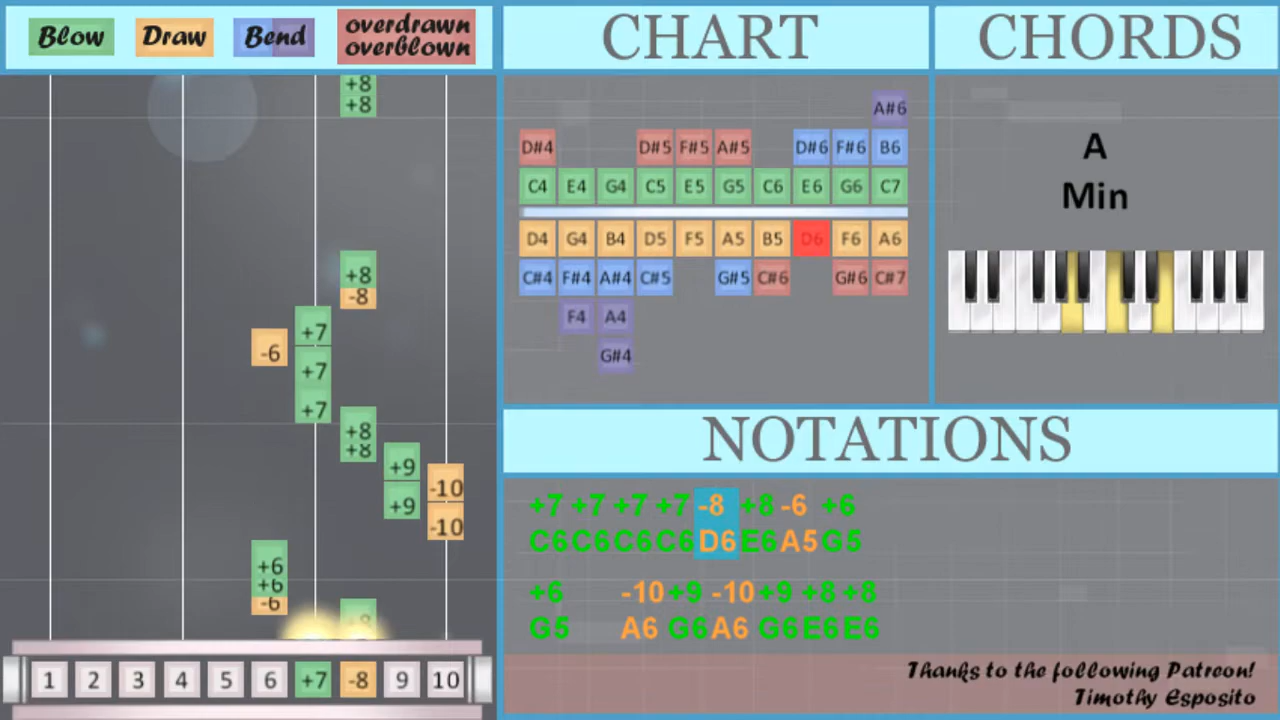 Blow Draw Bend overdrawn
overblown
CHART CHORDS
+8
+8
+8
-8
+7
-6
+7
+7
+8
+8
+9
-10
+9
-10
+6
+6
-6
-8
1 2 3 4 5 6 +7 -8 9 10
A#6
D#4 D#5 F#5 A#5 D#6 F#6 B6
C4 E4 G4 C5 E5 G5 C6 E6 G6 C7
D4 G4 B4 D5 F5 A5 B5 D6 F6 A6
C#4 F#4 A#4 C#5 G#5 C#6 G#6 C#7
F4 A4
G#4
A
Min
NOTATIONS
+7 +7 +7 +7 -8 +8 -6 +6
C6 C6 C6 C6 D6 E6 A5 G5
+6 -10 +9 -10 +9 +8 +8
G5 A6 G6 A6 G6 E6 E6
Thanks to the following Patreon!
Timothy Esposito